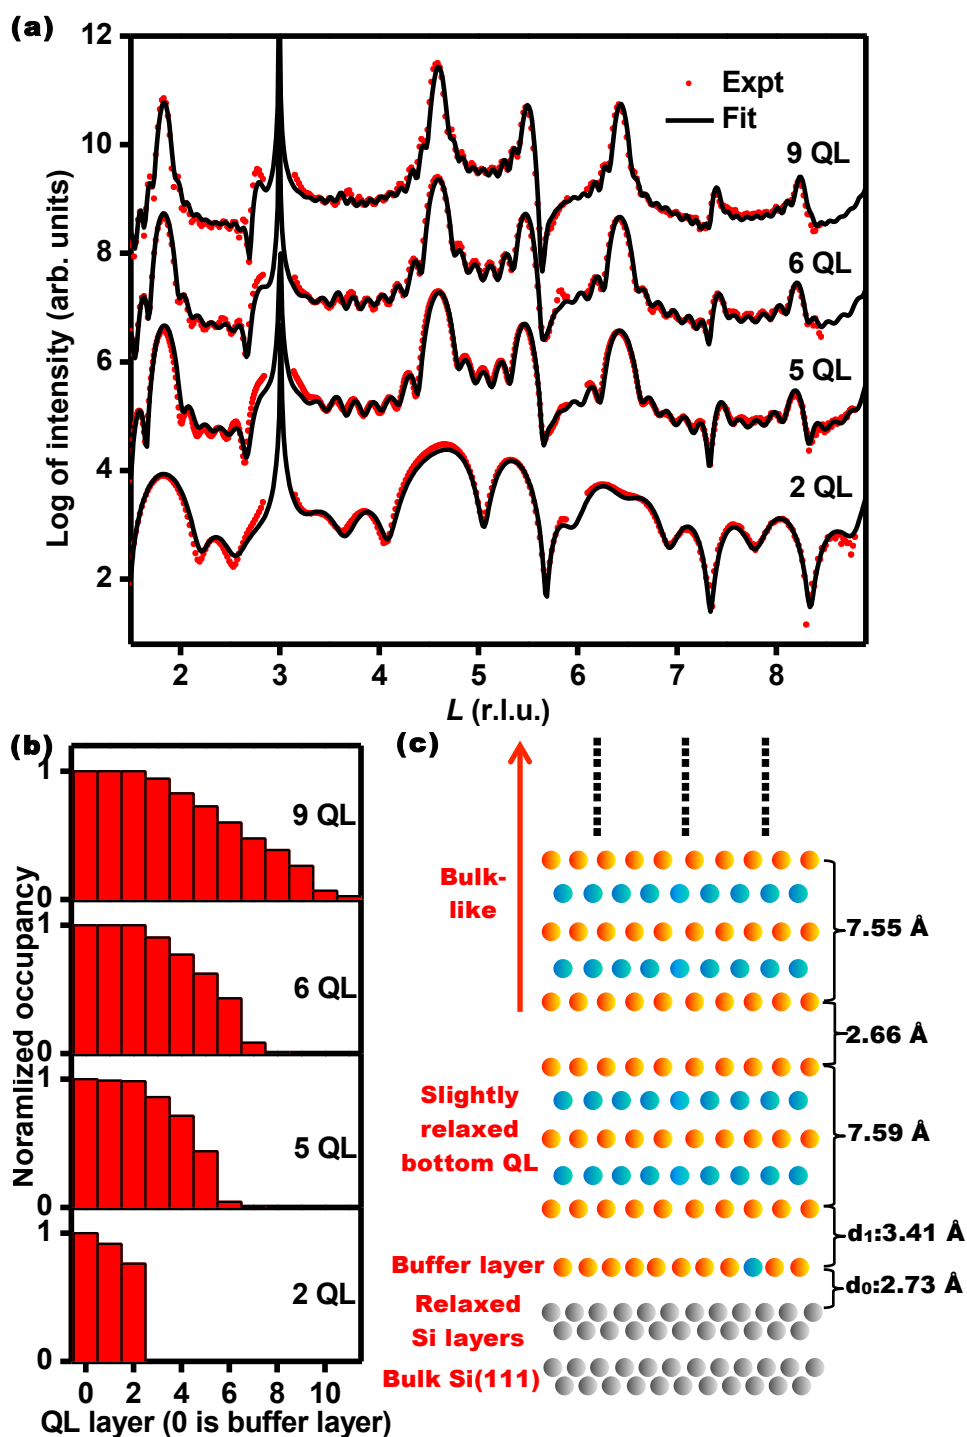 (a)
12
10
8
6
4
2
Log of intensity (arb. units)
Expt
Fit
9 QL
6 QL
5 QL
2 QL
2 3 4 5 6 7 8
L (r.l.u.)
(b)
Noramlized occupancy
1
9 QL
0
1
6 QL
0
1
5 QL
0
1
2 QL
0
0 2 4 6 8 10
QL layer (0 is buffer layer)
(c)
Bulk-
like
7.55 Å
2.66 Å
Slightly
relaxed
bottom QL
7.59 Å
d1:3.41 Å
Buffer layer
d0:2.73 Å
Relaxed
Si layers
Bulk Si(111)